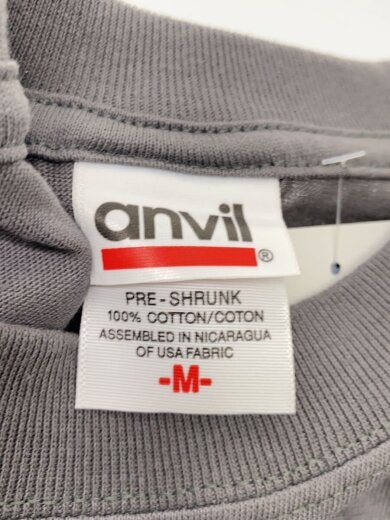 anvil
®
PRE-SHRUNK
100% COTTON/COTON
ASSEMBLED IN NICARAGUA
OF USA FABRIC
-M-